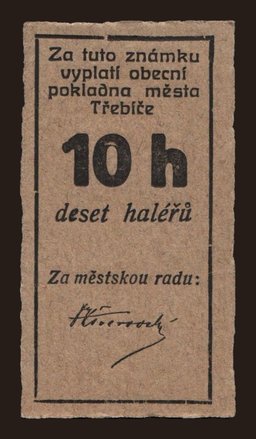 Za tuto známku
vyplatí obecní
pokladna města
Třebíče
10 h
deset haléřů
Za městskou radu: